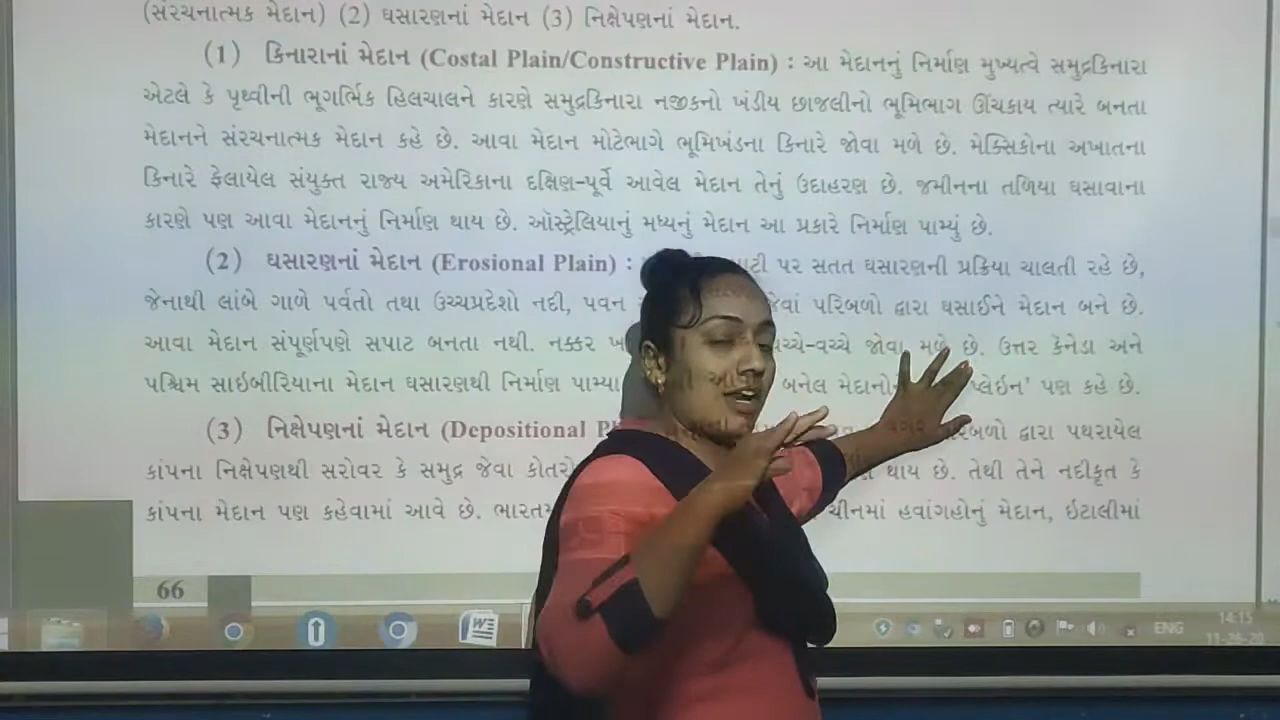 (સંરચનાત્મક મેદાન) (2) ઘસારણનાં મેદાન (3) નિક્ષેપણનાં મેદાન.
(1) કિનારાનાં મેદાન (Costal Plain/Constructive Plain) : આ મેદાનનું નિર્માણ મુખ્યત્વે સમુદ્રકિનારા
એટલે કે પૃથ્વીની ભૂગર્ભિક હિલચાલને કારણે સમુદ્રકિનારા નજીકનો ખંડીય છાજલીનો ભૂમિભાગ ઊંચકાય ત્યારે બનતા
મેદાનને સંરચનાત્મક મેદાન કહે છે. આવા મેદાન મોટેભાગે ભૂમિખંડના કિનારે જોવા મળે છે. મેક્સિકોના અખાતના
કિનારે ફેલાયેલ સંયુક્ત રાજ્ય અમેરિકાના દક્ષિણ-પૂર્વે આવેલ મેદાન તેનું ઉદાહરણ છે. જમીનના તળિયા ઘસાવાના
કારણે પણ આવા મેદાનનું નિર્માણ થાય છે. ઑસ્ટ્રેલિયાનું મધ્યનું મેદાન આ પ્રકારે નિર્માણ પામ્યું છે.
(2) ઘસારણનાં મેદાન (Erosional Plain) : પર સતત ઘસારણની પ્રક્રિયા ચાલતી રહે છે,
જેનાથી લાંબે ગાળે પર્વતો તથા ઉચ્ચપ્રદેશો નદી, પવન જેવાં પરિબળો દ્વારા ઘસાઈને મેદાન બને છે.
આવા મેદાન સંપૂર્ણપણે સપાટ બનતા નથી. નક્કર વચ્ચે-વચ્ચે જોવા મળે છે. ઉત્તર કેનેડા અને
પશ્ચિમ સાઇબીરિયાના મેદાન ઘસારણથી નિર્માણ પામ્યા બનેલ પ્લેઇન' પણ કહે છે.
(3) નિક્ષેપણનાં મેદાન (Depositional દ્વારા પથરાયેલ
કાંપના નિક્ષેપણથી સરોવર કે સમુદ્ર જેવા થાય છે. તેથી તેને નદીકૃત કે
કાંપના મેદાન પણ કહેવામાં આવે છે. ચીનમાં હવાંગહોનું મેદાન, ઇટાલીમાં
66
ENG
14:15